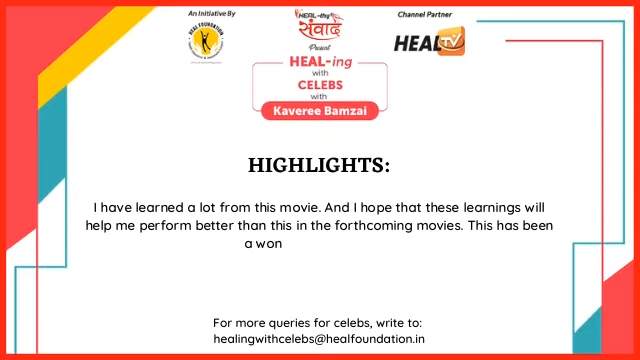 An Initiative By
HEAL FOUNDATION
HEAL-thy
संवाद
Present
Channel Partner
HEAL TV
HEAL-ing
with
CELEBS
with
Kaveree Bamzai
HIGHLIGHTS:
I have learned a lot from this movie. And I hope that these learnings will
help me perform better than this in the forthcoming movies. This has been
a won
For more queries for celebs, write to:
healingwithcelebs@healfoundation.in